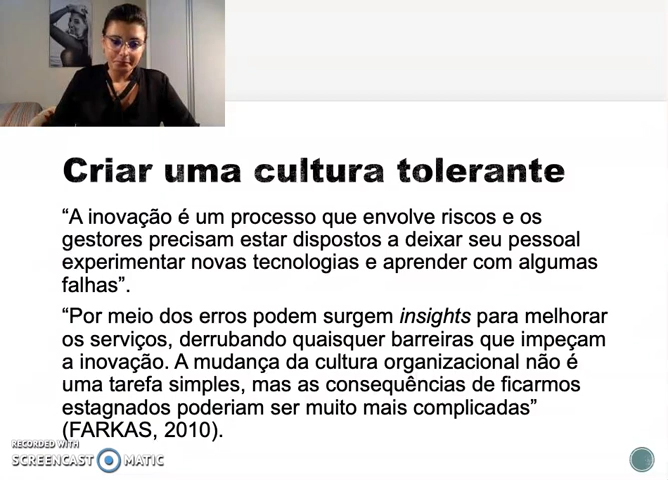 Criar uma cultura tolerante
“A inovação é um processo que envolve riscos e os
gestores precisam estar dispostos a deixar seu pessoal
experimentar novas tecnologias e aprender com algumas
falhas”.
“Por meio dos erros podem surgem insights para melhorar
os serviços, derrubando quaisquer barreiras que impeçam
a inovação. A mudança da cultura organizacional não é
uma tarefa simples, mas as consequências de ficarmos
estagnados poderiam ser muito mais complicadas”
(FARKAS, 2010).
RECORDED WITH
SCREENCAST MATIC